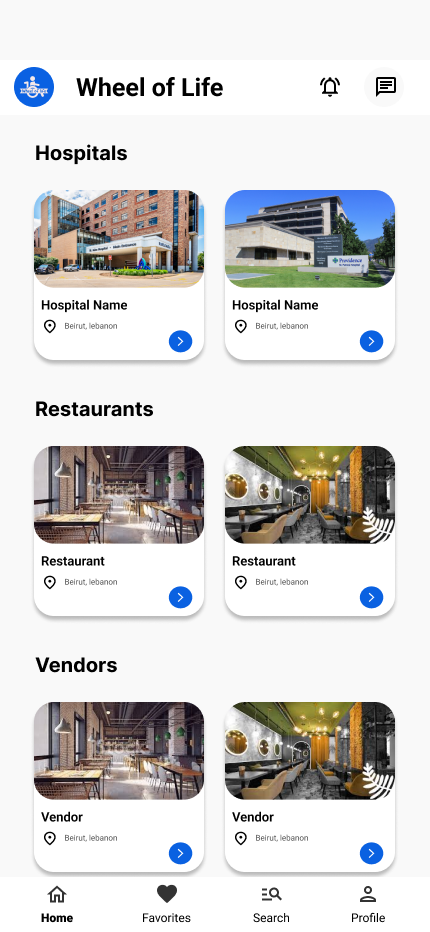 Wheel of Life
Hospitals
Hospital Name
Beirut, lebanon
Hospital Name
Beirut, lebanon
Providence
Restaurants
Restaurant
Beirut, lebanon
Restaurant
Beirut, lebanon
Vendors
Vendor
Beirut, lebanon
Vendor
Beirut, lebanon
Home
Favorites
Search
Profile